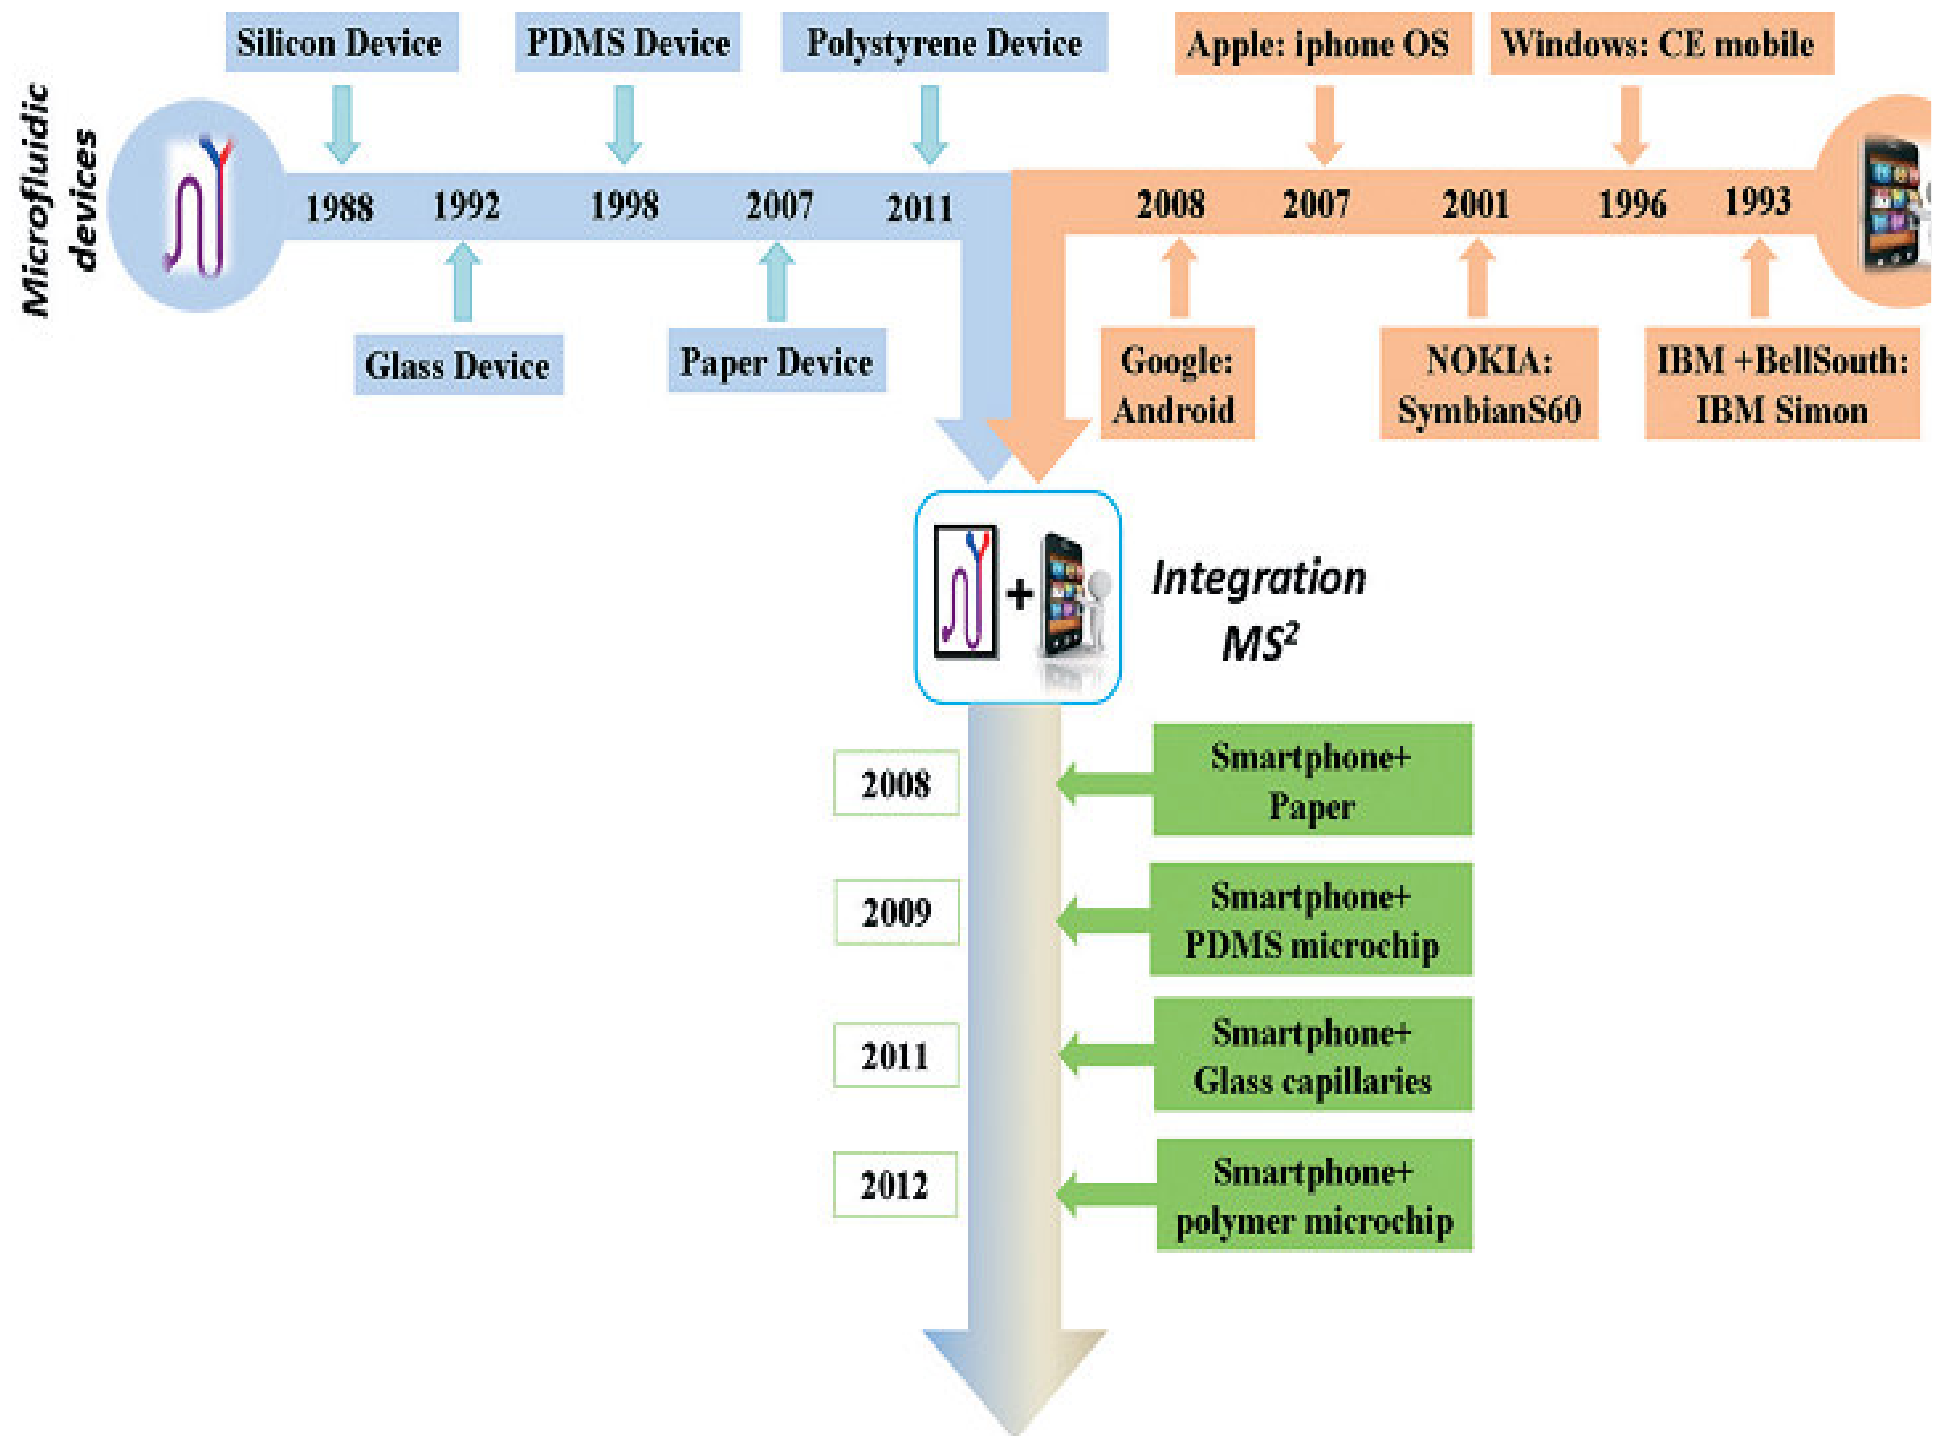 Silicon Device
PDMS Device
Polystyrene Device
Apple: iphone OS
Windows: CE mobile
Microfluidic
devices
1988
1992
1998
2007
2011
2008
2007
2001
1996
1993
Glass Device
Paper Device
Google:
Android
NOKIA:
SymbianS60
IBM +BellSouth:
IBM Simon
+
Integration
MS²
2008
Smartphone+
Paper
2009
Smartphone+
PDMS microchip
2011
Smartphone+
Glass capillaries
2012
Smartphone+
polymer microchip